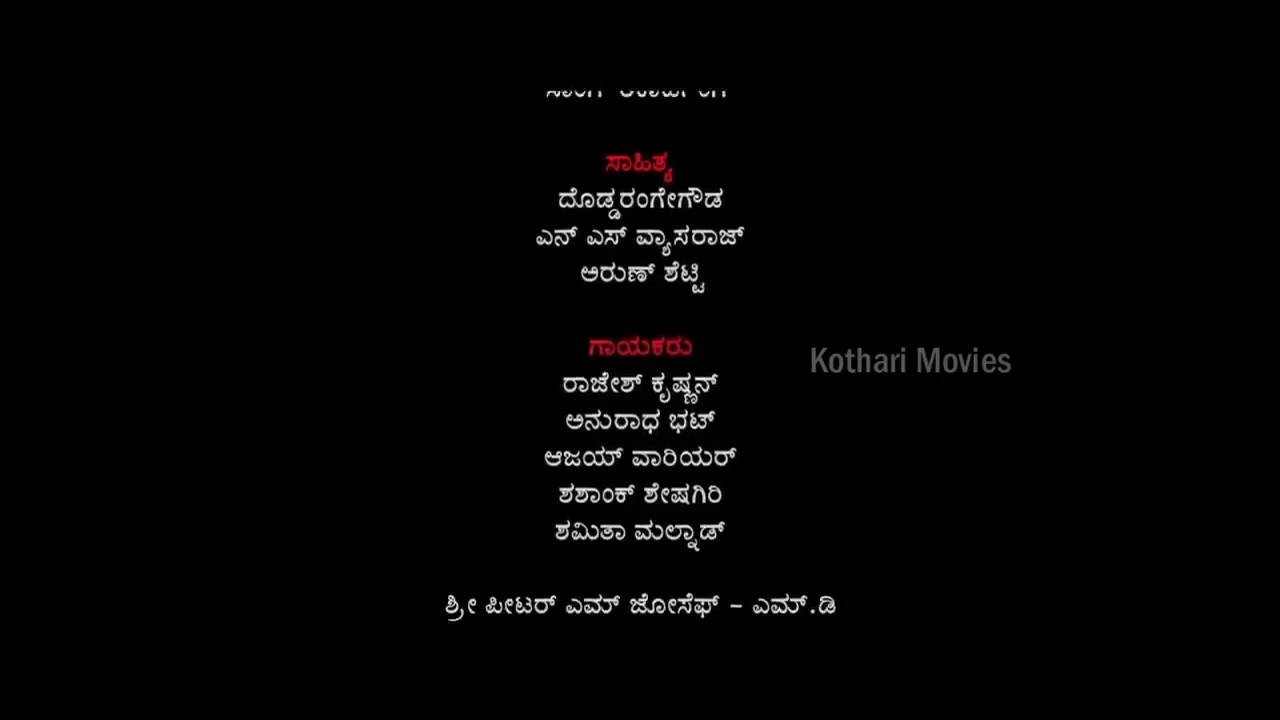 ಸಾಹಿತ್ಯ
ದೊಡ್ಡರಂಗೇಗೌಡ
ಎನ್ ಎಸ್ ವ್ಯಾಸರಾಜ್
ಅರುಣ್ ಶೆಟ್ಟಿ
ಗಾಯಕರು
Kothari Movies
ರಾಜೇಶ್ ಕೃಷ್ಣನ್
ಅನುರಾಧ ಭಟ್
ಆಜಯ್ ವಾರಿಯರ್
ಶಶಾಂಕ್ ಶೇಷಗಿರಿ
ಶಮಿತಾ ಮಲ್ನಾಡ್
ಶ್ರೀ ಪೀಟರ್ ಎಮ್ ಜೋಸೆಫ್ - ಎಮ್.ಡಿ